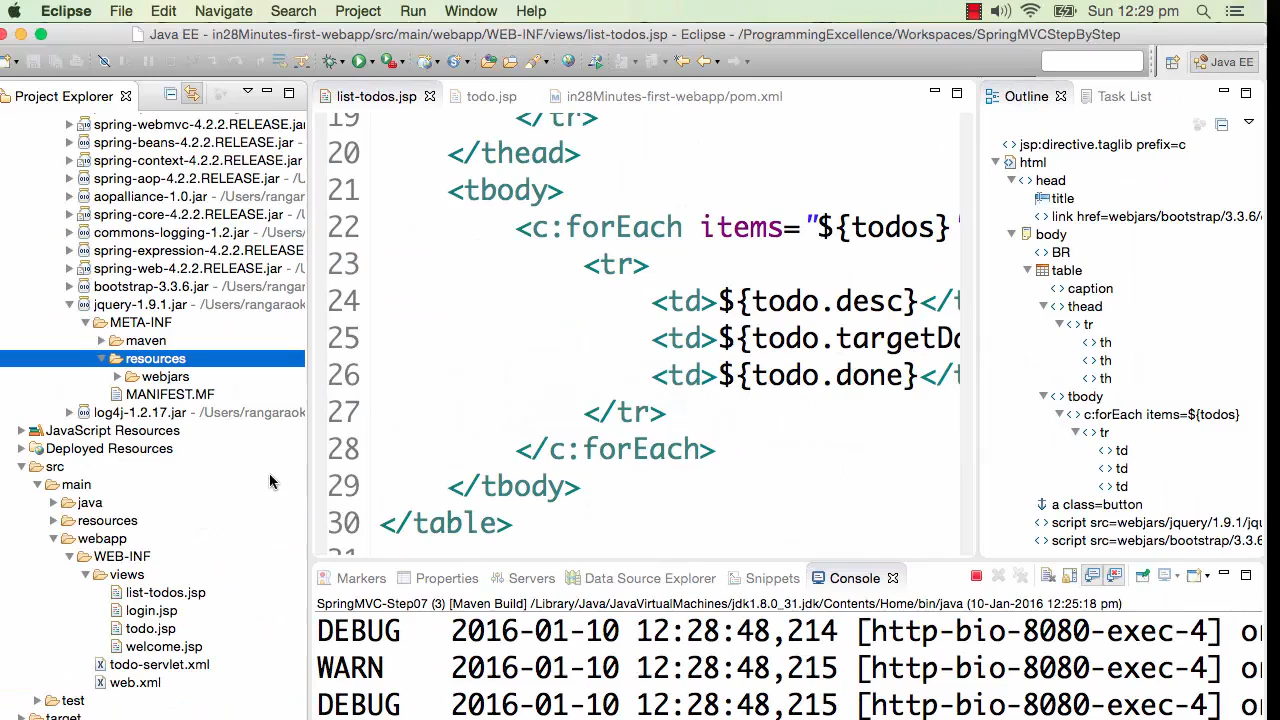 Eclipse File Edit Navigate Search Project Run Window Help Sun 12:29 pm
Java EE - in28Minutes-first-webapp/src/main/webapp/WEB-INF/views/list-todos.jsp - Eclipse - /ProgrammingExcellence/Workspaces/SpringMVCStepByStep
Java EE
Project Explorer
spring-webmvc-4.2.2.RELEASE.jar
spring-beans-4.2.2.RELEASE.jar -
spring-context-4.2.2.RELEASE.jar
spring-aop-4.2.2.RELEASE.jar - /U
aopalliance-1.0.jar - /Users/rangar
spring-core-4.2.2.RELEASE.jar - /
commons-logging-1.2.jar - /Users
spring-expression-4.2.2.RELEASE.
spring-web-4.2.2.RELEASE.jar - /
bootstrap-3.3.6.jar - /Users/ranga
jquery-1.9.1.jar - /Users/rangaraok
META-INF
maven
resources
webjars
MANIFEST.MF
log4j-1.2.17.jar - /Users/rangaraok
JavaScript Resources
Deployed Resources
src
main
java
resources
webapp
WEB-INF
views
list-todos.jsp
login.jsp
todo.jsp
welcome.jsp
todo-servlet.xml
web.xml
test
target
list-todos.jsp todo.jsp in28Minutes-first-webapp/pom.xml
19 </tr>
20 </thead>
21 <tbody>
22 <c:forEach items="${todos}"
23 <tr>
24 <td>${todo.desc}</t
25 <td>${todo.targetDa
26 <td>${todo.done}</t
27 </tr>
28 </c:forEach>
29 </tbody>
30 </table>
Outline Task List
jsp:directive.taglib prefix=c
html
head
title
link href=webjars/bootstrap/3.3.6/
body
BR
table
caption
thead
tr
th
th
th
tbody
c:forEach items=${todos}
tr
td
td
td
a class=button
script src=webjars/jquery/1.9.1/jqu
script src=webjars/bootstrap/3.3.6
Markers Properties Servers Data Source Explorer Snippets Console
SpringMVC-Step07 (3) [Maven Build] /Library/Java/JavaVirtualMachines/jdk1.8.0_31.jdk/Contents/Home/bin/java (10-Jan-2016 12:25:18 pm)
DEBUG 2016-01-10 12:28:48,214 [http-bio-8080-exec-4] or
WARN 2016-01-10 12:28:48,215 [http-bio-8080-exec-4] or
DEBUG 2016-01-10 12:28:48,215 [http-bio-8080-exec-4] or